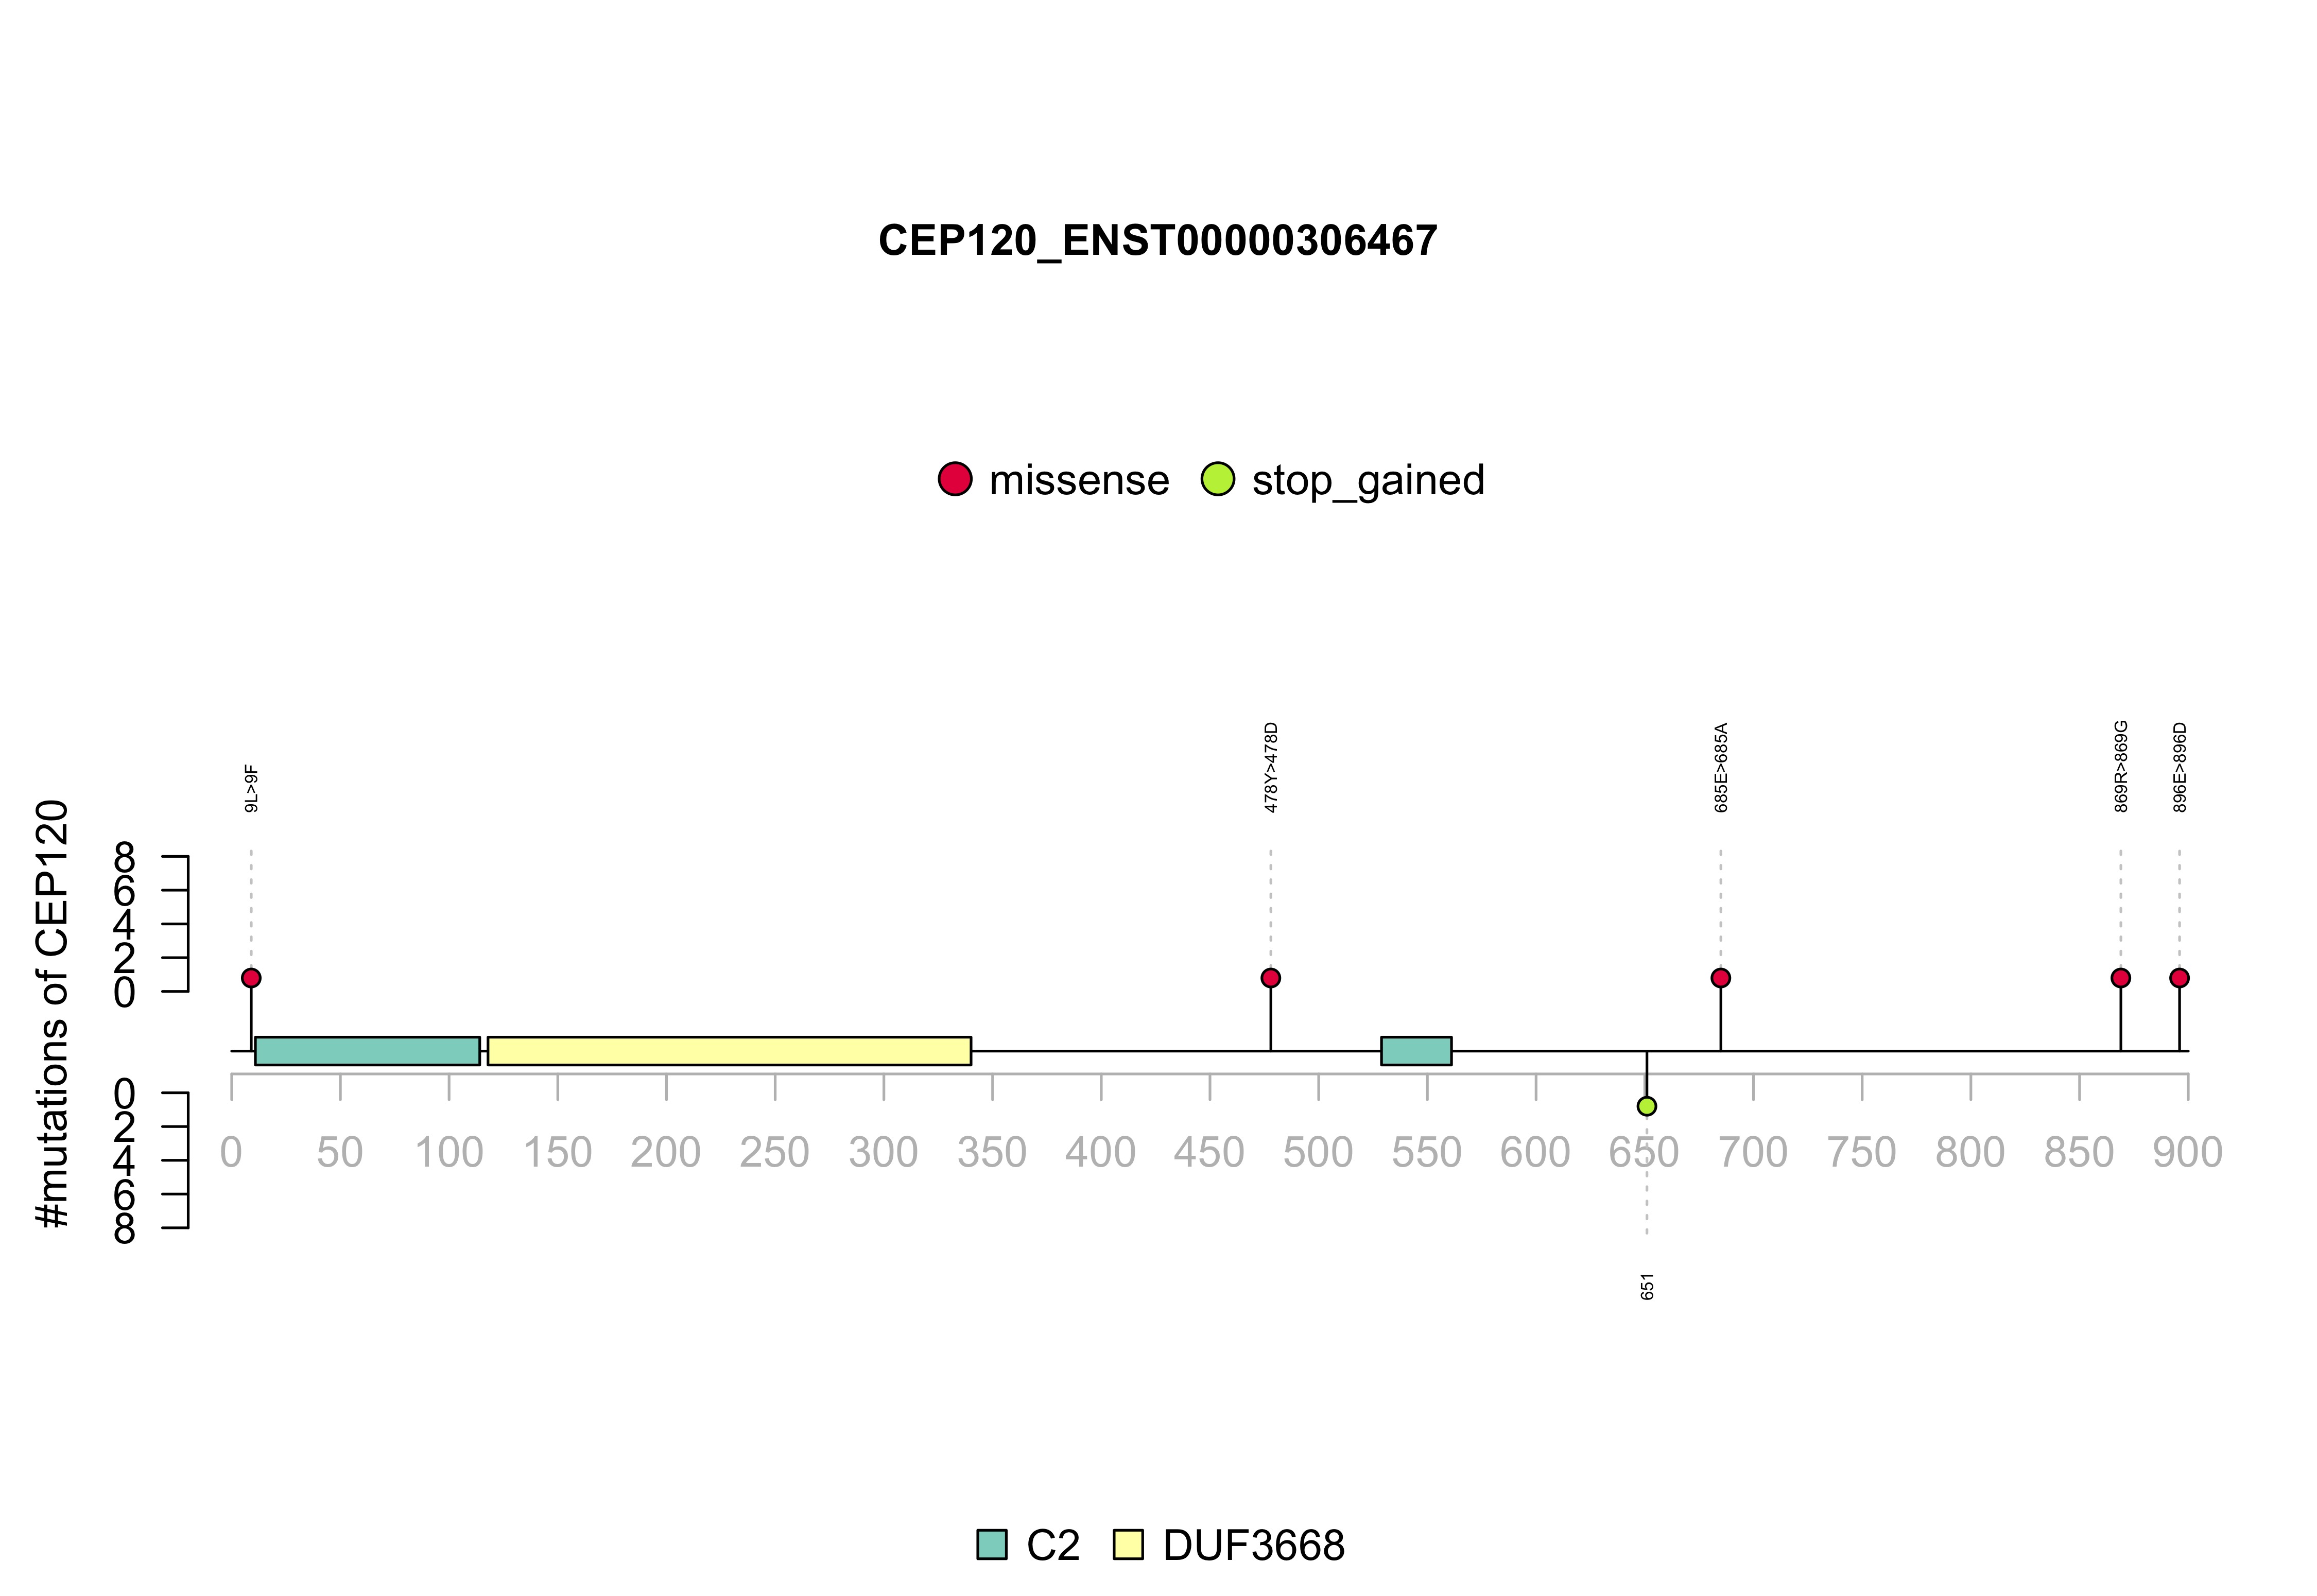 CEP120_ENST00000306467
missense stop_gained
9L>9F
478Y>478D
685E>685A
869R>869G
896E>896D
#mutations of CEP120
8
6
4
2
0
0
2
4
6
8
0 50 100 150 200 250 300 350 400 450 500 550 600 650 700 750 800 850 900
651
C2 DUF3668